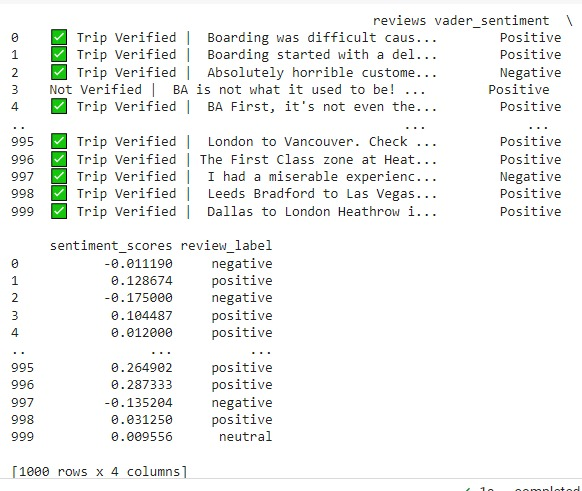 reviews vader_sentiment \
0 ✅ Trip Verified | Boarding was difficult caus... Positive
1 ✅ Trip Verified | Boarding started with a del... Positive
2 ✅ Trip Verified | Absolutely horrible custome... Negative
3 Not Verified | BA is not what it used to be! ... Positive
4 ✅ Trip Verified | BA First, it's not even the... Positive
.. ... ...
995 ✅ Trip Verified | London to Vancouver. Check ... Positive
996 ✅ Trip Verified | The First Class zone at Heat... Positive
997 ✅ Trip Verified | I had a miserable experienc... Negative
998 ✅ Trip Verified | Leeds Bradford to Las Vegas... Positive
999 ✅ Trip Verified | Dallas to London Heathrow i... Positive
sentiment_scores review_label
0 -0.011190 negative
1 0.128674 positive
2 -0.175000 negative
3 0.104487 positive
4 0.012000 positive
.. ... ...
995 0.264902 positive
996 0.287333 positive
997 -0.135204 negative
998 0.031250 positive
999 0.009556 neutral
[1000 rows x 4 columns]